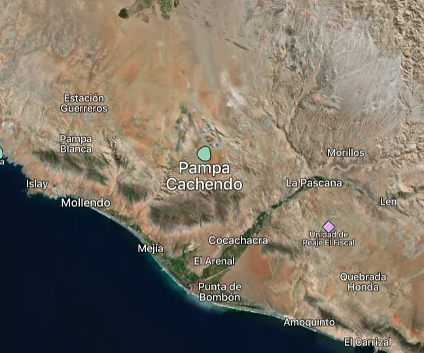 Estación
Guerreros
Pampa
Blanca
Morillos
Pampa
Cachendo
a
Islay
La Pascana
Mollendo
Len
Unidad de
Peaje El Fiscal
Cocachacra
Mejía
El Arenal
Quebrada
Honda
Punta de
Bombón
Amoquinto
El Carrizal